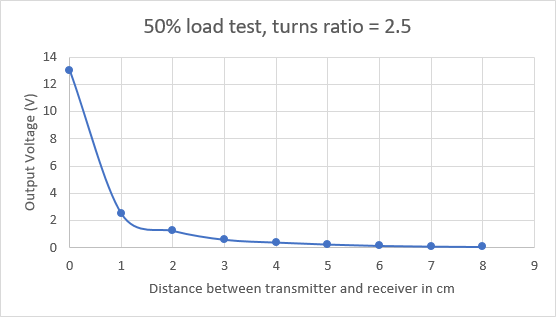 50% load test, turns ratio = 2.5
14
12
10
8
6
4
2
0
Output Voltage (V)
0 1 2 3 4 5 6 7 8 9
Distance between transmitter and receiver in cm